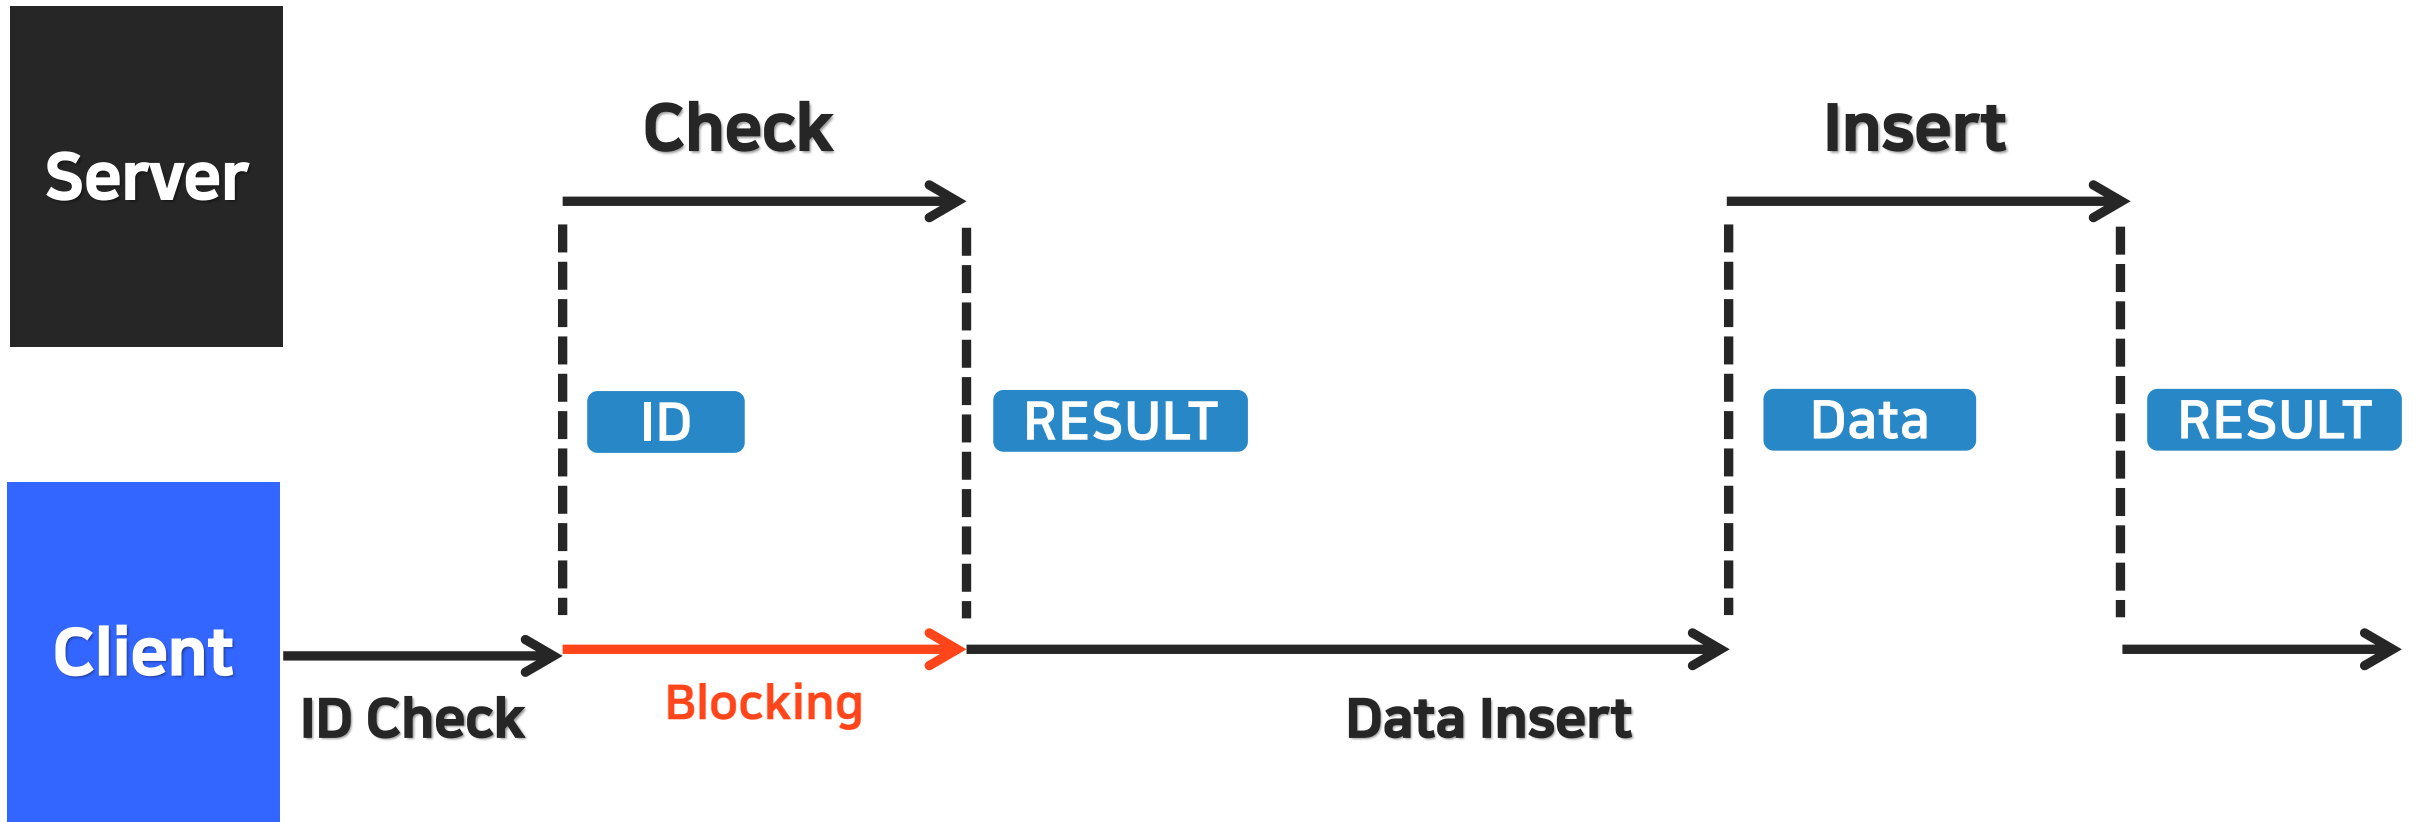 Server
Check
Insert
ID
RESULT
Data
RESULT
Client
ID Check
Blocking
Data Insert